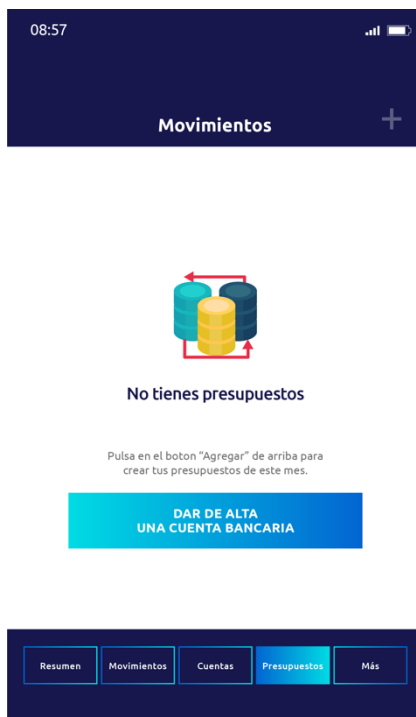 08:57
Movimientos
No tienes presupuestos
Pulsa en el boton "Agregar" de arriba para
crear tus presupuestos de este mes.
DAR DE ALTA
UNA CUENTA BANCARIA
Resumen
Movimientos
Cuentas
Presupuestos
Más